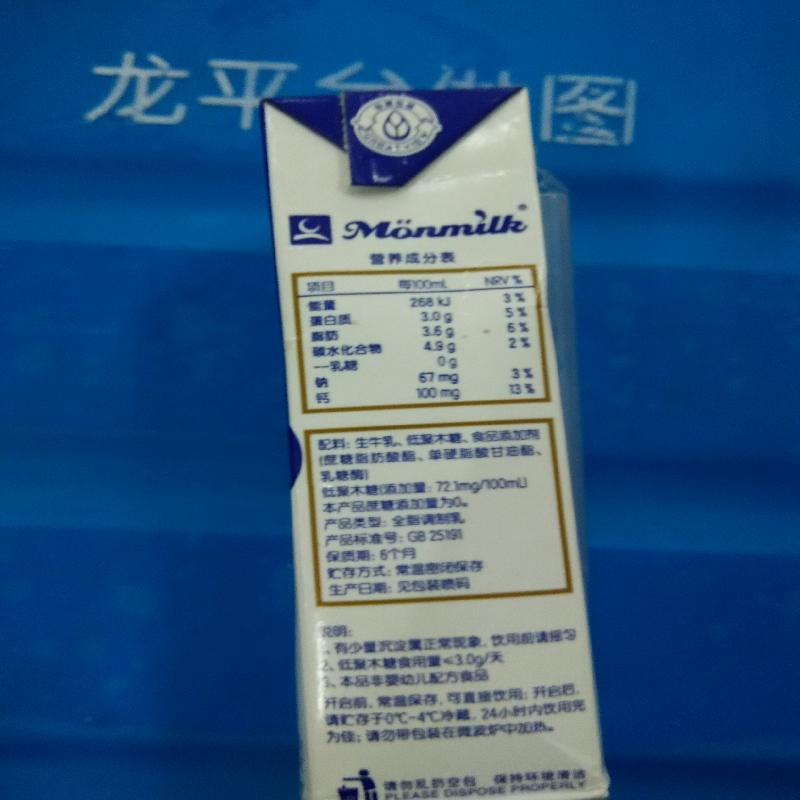 龙平台做图
GREATVIEW
Mönmilk®
营养成分表
项目 每100mL NRV%
能量 268 kJ 3%
蛋白质 3.0 g 5%
脂肪 3.6 g 6%
碳水化合物 4.9 g 2%
---乳糖 0 g
钠 67 mg 3%
钙 100 mg 13%
配料: 生牛乳、低聚木糖、食品添加剂
(蔗糖脂肪酸酯、单硬脂酸甘油酯、
乳糖酶)
低聚木糖(添加量: 72.1mg/100mL)
本产品蔗糖添加量为0。
产品类型: 全脂调制乳
产品标准号: GB 25191
保质期: 6个月
贮存方式: 常温密闭保存
生产日期: 见包装喷码
说明:
1、有少量沉淀属正常现象, 饮用前请摇匀
2、低聚木糖食用量≤3.0g/天
3、本品非婴幼儿配方食品
开启前, 常温保存, 可直接饮用; 开启后,
请贮存于0℃-4℃冷藏, 24小时内饮用完
为佳; 请勿带包装在微波炉中加热。
请勿乱扔空包 保持环境清洁
PLEASE DISPOSE PROPERLY